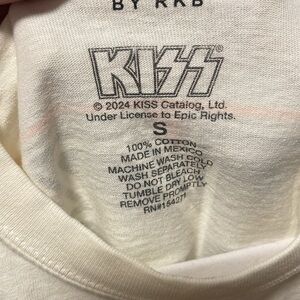 BY RKB
KISS
© 2024 KISS Catalog, Ltd.
Under License to Epic Rights.
S
100% COTTON
MADE IN MEXICO
MACHINE WASH COLD
WASH SEPARATELY
DO NOT BLEACH
TUMBLE DRY LOW
REMOVE PROMPTLY